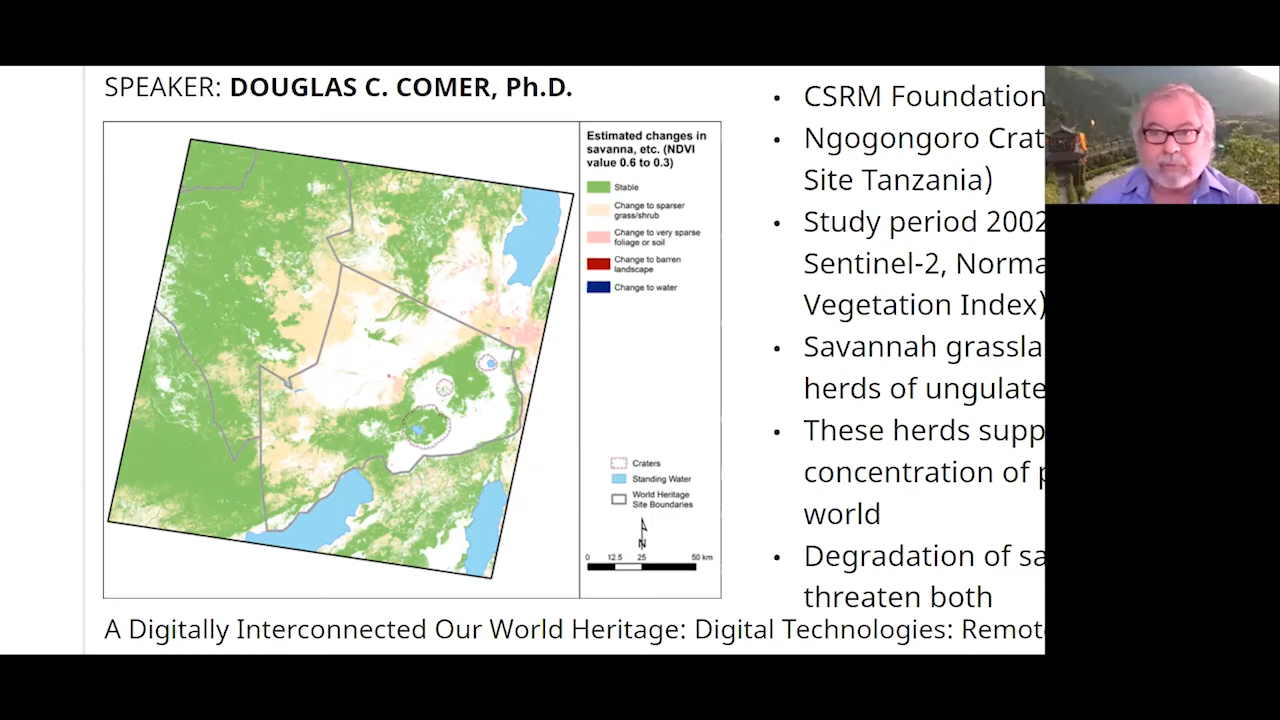 SPEAKER: DOUGLAS C. COMER, Ph.D.
Estimated changes in
savanna, etc. (NDVI
value 0.6 to 0.3)
Stable
Change to sparser
grass/shrub
Change to very sparse
foliage or soil
Change to barren
landscape
Change to water
Craters
Standing Water
World Heritage
Site Boundaries
N
0 12.5 25 50 km
• CSRM Foundation
• Ngogongoro Crat
Site Tanzania)
• Study period 2002
Sentinel-2, Norma
Vegetation Index)
• Savannah grassla
herds of ungulate
• These herds supp
concentration of p
world
• Degradation of sa
threaten both
A Digitally Interconnected Our World Heritage: Digital Technologies: Remot